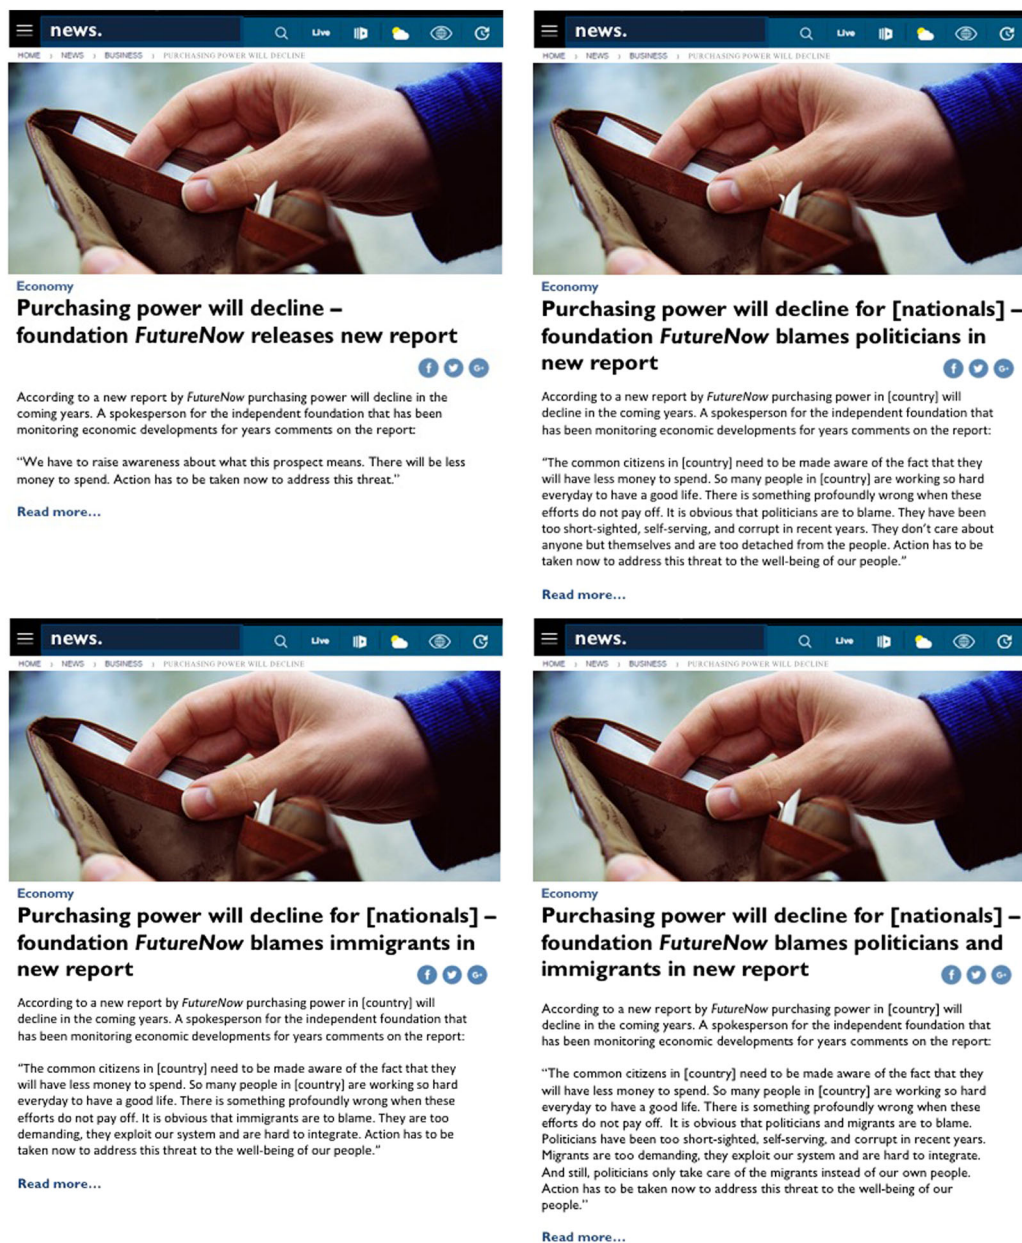 news.
Live
HOME › NEWS › BUSINESS › PURCHASING POWER WILL DECLINE
Economy
Purchasing power will decline –
foundation FutureNow releases new report
f G+
According to a new report by FutureNow purchasing power will decline in the
coming years. A spokesperson for the independent foundation that has been
monitoring economic developments for years comments on the report:
“We have to raise awareness about what this prospect means. There will be less
money to spend. Action has to be taken now to address this threat.”
Read more…
news.
Live
HOME › NEWS › BUSINESS › PURCHASING POWER WILL DECLINE
Economy
Purchasing power will decline for [nationals] –
foundation FutureNow blames politicians in
new report
f G+
According to a new report by FutureNow purchasing power in [country] will
decline in the coming years. A spokesperson for the independent foundation that
has been monitoring economic developments for years comments on the report:
“The common citizens in [country] need to be made aware of the fact that they
will have less money to spend. So many people in [country] are working so hard
everyday to have a good life. There is something profoundly wrong when these
efforts do not pay off. It is obvious that politicians are to blame. They have been
too short-sighted, self-serving, and corrupt in recent years. They don’t care about
anyone but themselves and are too detached from the people. Action has to be
taken now to address this threat to the well-being of our people.”
Read more…
news.
Live
HOME › NEWS › BUSINESS › PURCHASING POWER WILL DECLINE
Economy
Purchasing power will decline for [nationals] –
foundation FutureNow blames immigrants in
new report
f G+
According to a new report by FutureNow purchasing power in [country] will
decline in the coming years. A spokesperson for the independent foundation that
has been monitoring economic developments for years comments on the report:
“The common citizens in [country] need to be made aware of the fact that they
will have less money to spend. So many people in [country] are working so hard
everyday to have a good life. There is something profoundly wrong when these
efforts do not pay off. It is obvious that immigrants are to blame. They are too
demanding, they exploit our system and are hard to integrate. Action has to be
taken now to address this threat to the well-being of our people.”
Read more…
news.
Live
HOME › NEWS › BUSINESS › PURCHASING POWER WILL DECLINE
Economy
Purchasing power will decline for [nationals] –
foundation FutureNow blames politicians and
immigrants in new report
f G+
According to a new report by FutureNow purchasing power in [country] will
decline in the coming years. A spokesperson for the independent foundation that
has been monitoring economic developments for years comments on the report:
“The common citizens in [country] need to be made aware of the fact that they
will have less money to spend. So many people in [country] are working so hard
everyday to have a good life. There is something profoundly wrong when these
efforts do not pay off. It is obvious that politicians and migrants are to blame.
Politicians have been too short-sighted, self-serving, and corrupt in recent years.
Migrants are too demanding, they exploit our system and are hard to integrate.
And still, politicians only take care of the migrants instead of our own people.
Action has to be taken now to address this threat to the well-being of our
people.”
Read more…